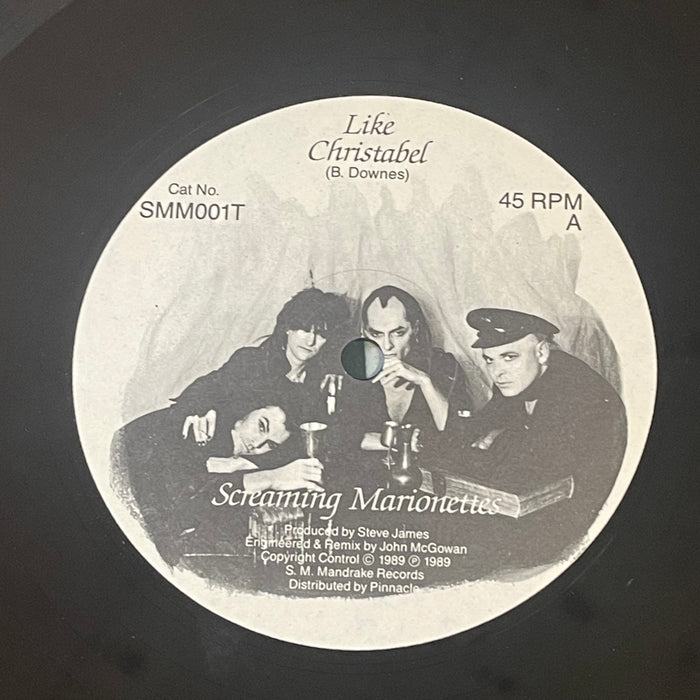 Like
Christabel
(B. Downes)
Cat No.
SMM001T
45 RPM
A
Screaming Marionettes
Produced by Steve James
Engineered & Remix by John McGowan
Copyright Control © 1989 ℗ 1989
S. M. Mandrake Records
Distributed by Pinnacle